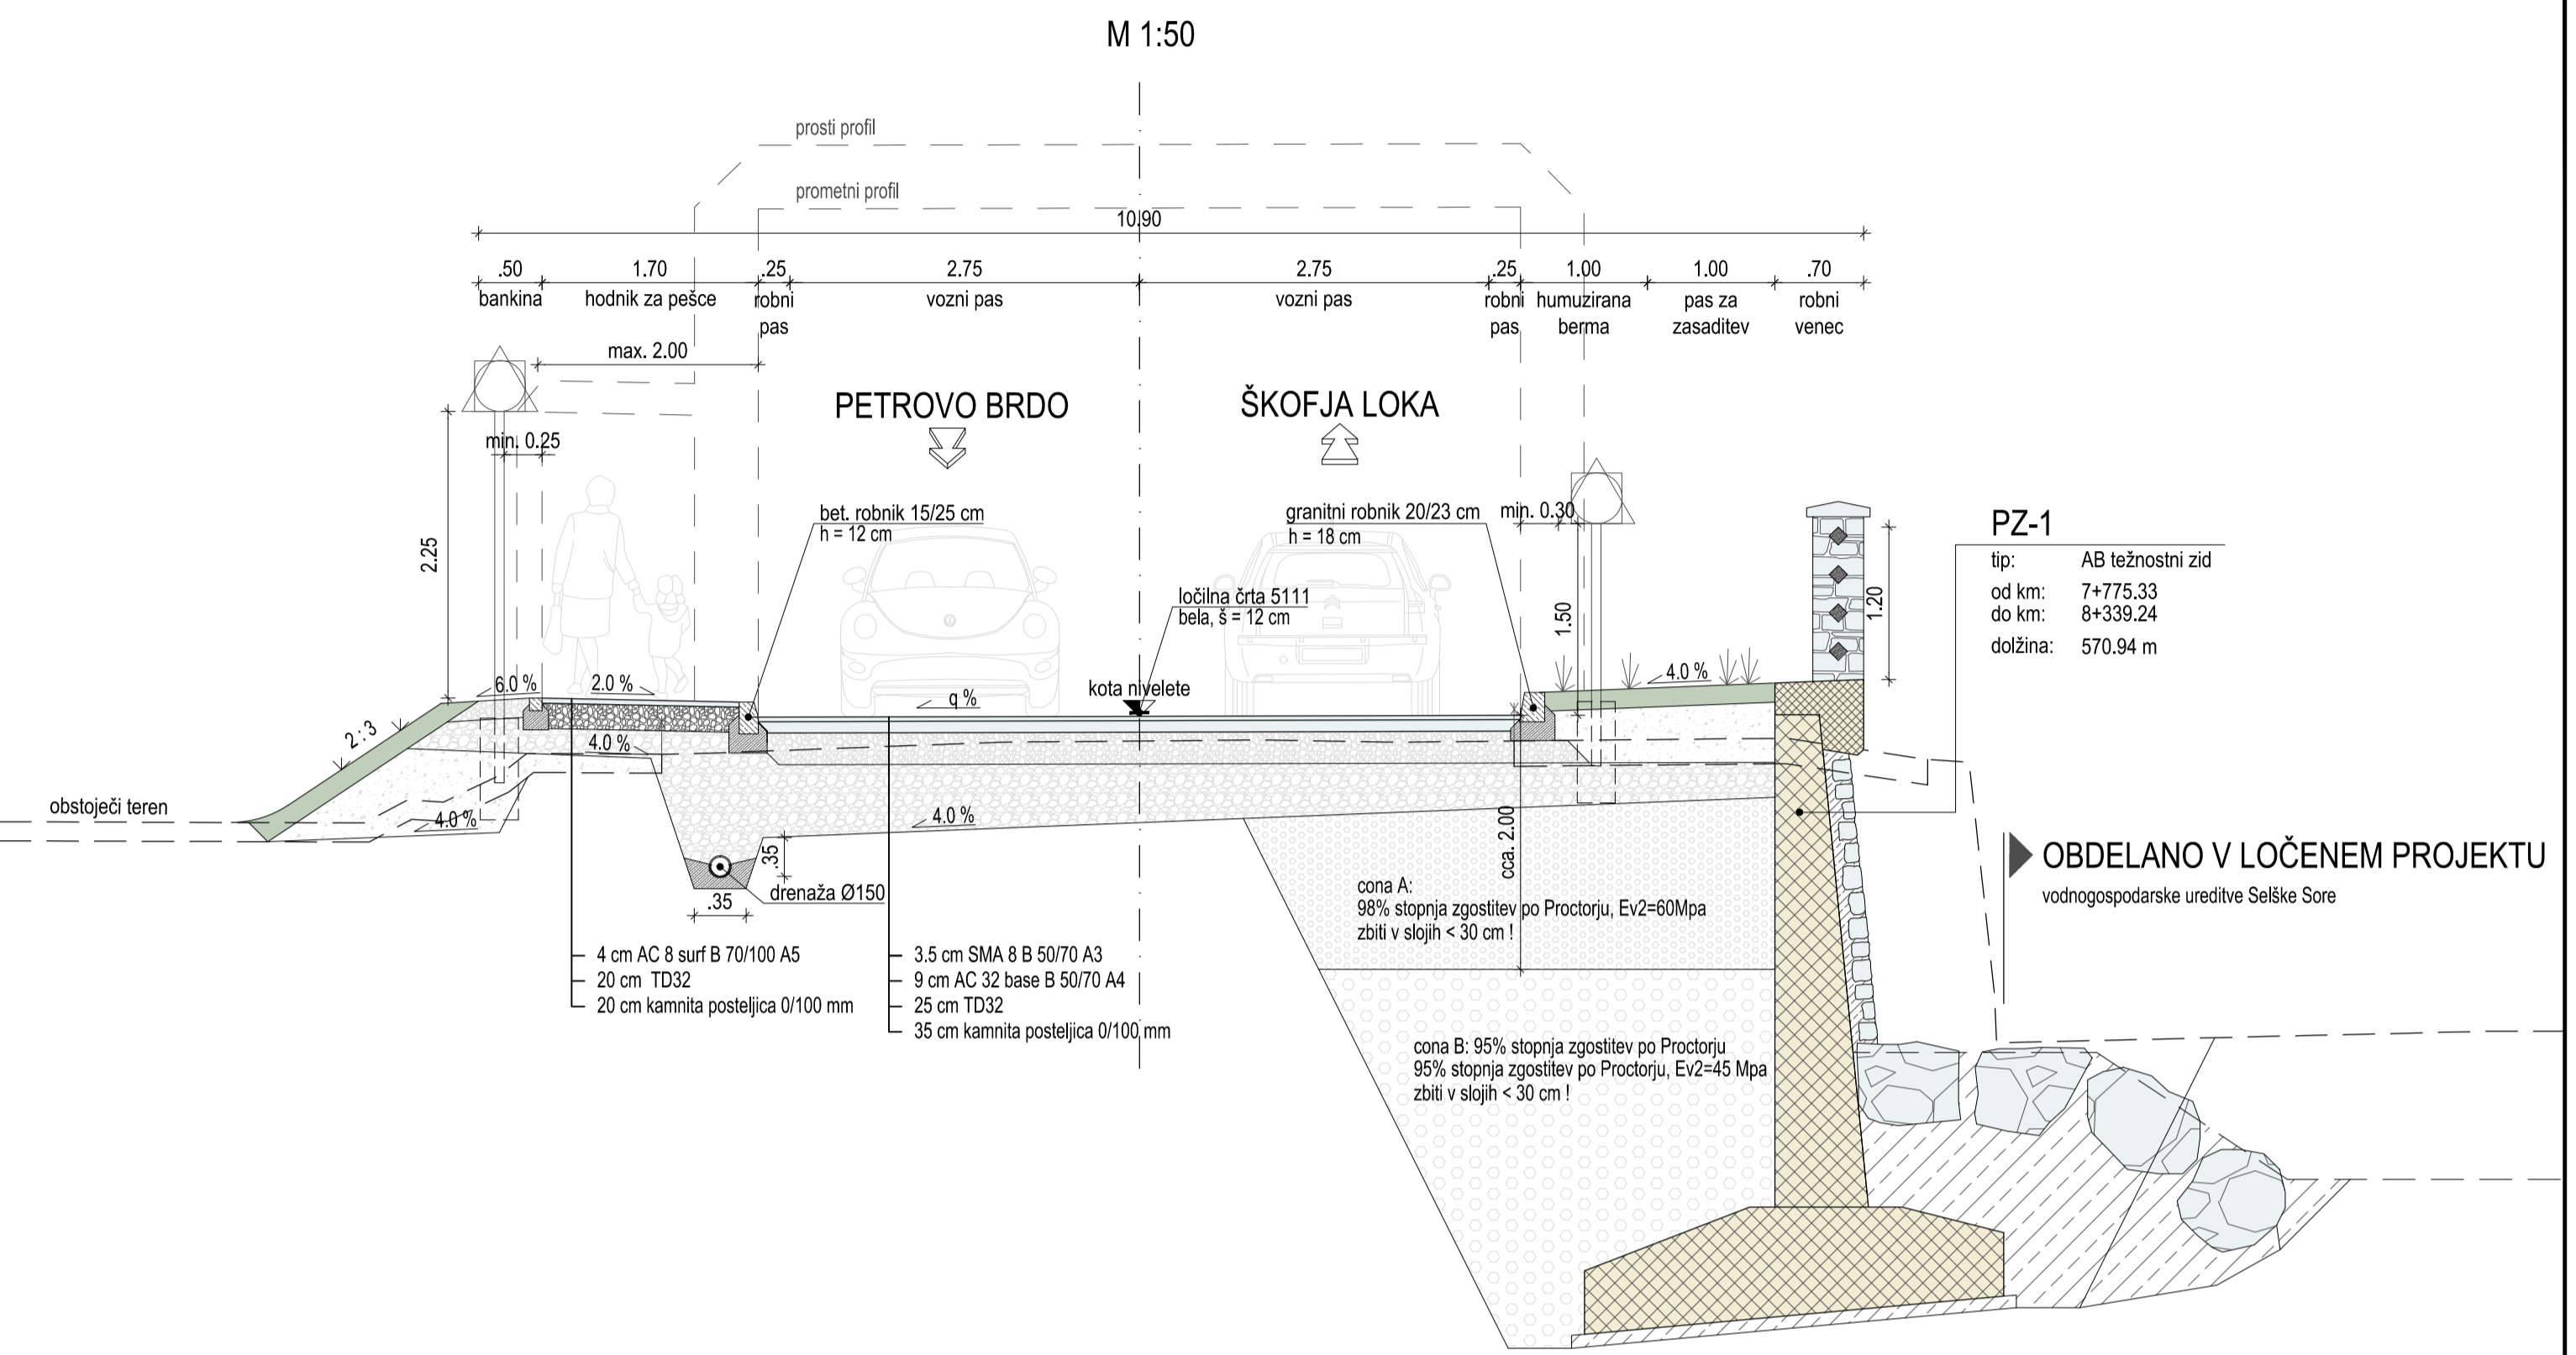 M 1:50
prosti profil
prometni profil
10.90
.50
1.70
.25
2.75
2.75
.25
1.00
1.00
.70
bankina
hodnik za pešce
robni
pas
vozni pas
vozni pas
robni
pas
humuzirana
berma
pas za
zasaditev
robni
venec
max. 2.00
PETROVO BRDO
ŠKOFJA LOKA
min. 0.25
2.25
bet. robnik 15/25 cm
h = 12 cm
granitni robnik 20/23 cm
h = 18 cm
min. 0.30
ločilna črta 5111
bela, š = 12 cm
1.50
1.20
PZ-1
tip: AB težnostni zid
od km: 7+775.33
do km: 8+339.24
dolžina: 570.94 m
6.0 %
2.0 %
q %
kota nivelete
4.0 %
2 : 3
4.0 %
obstoječi teren
4.0 %
4.0 %
.35
.35
drenaža Ø150
cca. 2.00
cona A:
98% stopnja zgostitev po Proctorju, Ev2=60Mpa
zbiti v slojih < 30 cm !
OBDELANO V LOČENEM PROJEKTU
vodnogospodarske ureditve Selške Sore
4 cm AC 8 surf B 70/100 A5
20 cm TD32
20 cm kamnita posteljica 0/100 mm
3.5 cm SMA 8 B 50/70 A3
9 cm AC 32 base B 50/70 A4
25 cm TD32
35 cm kamnita posteljica 0/100 mm
cona B: 95% stopnja zgostitev po Proctorju
95% stopnja zgostitev po Proctorju, Ev2=45 Mpa
zbiti v slojih < 30 cm !